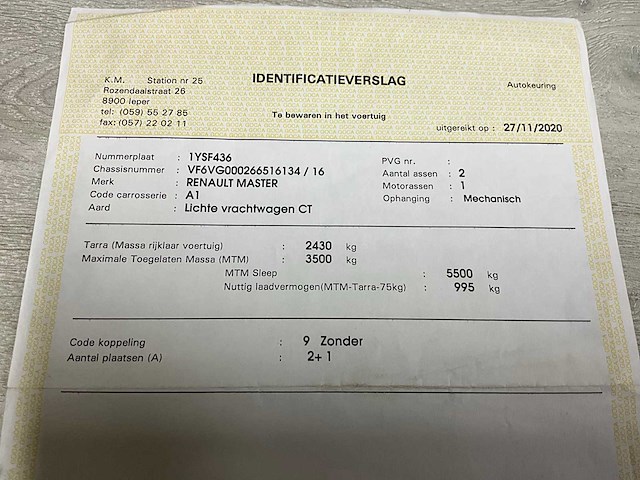 IDENTIFICATIEVERSLAG
K.M. Station nr 25
Rozendaalstraat 26
8900 Ieper
tel: (059) 55 27 85
fax: (057) 22 02 11
Autokeuring
Te bewaren in het voertuig
uitgereikt op : 27/11/2020
Nummerplaat : 1YSF436
Chassisnummer : VF6VG000266516134 / 16
Merk : RENAULT MASTER
Code carrosserie : A1
Aard : Lichte vrachtwagen CT
PVG nr. :
Aantal assen : 2
Motorassen : 1
Ophanging : Mechanisch
Tarra (Massa rijklaar voertuig) : 2430 kg
Maximale Toegelaten Massa (MTM) : 3500 kg
MTM Sleep : 5500 kg
Nuttig laadvermogen(MTM-Tarra-75kg) : 995 kg
Code koppeling : 9 Zonder
Aantal plaatsen (A) : 2+1